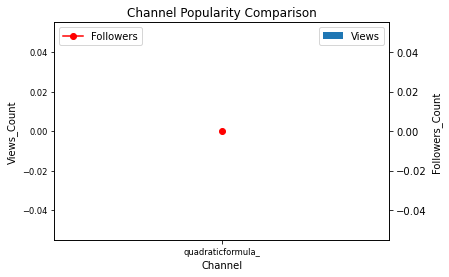 Channel Popularity Comparison
Followers
Views
0.04
0.02
0.00
−0.02
−0.04
Views_Count
0.04
0.02
0.00
−0.02
−0.04
Followers_Count
quadraticformula_
Channel